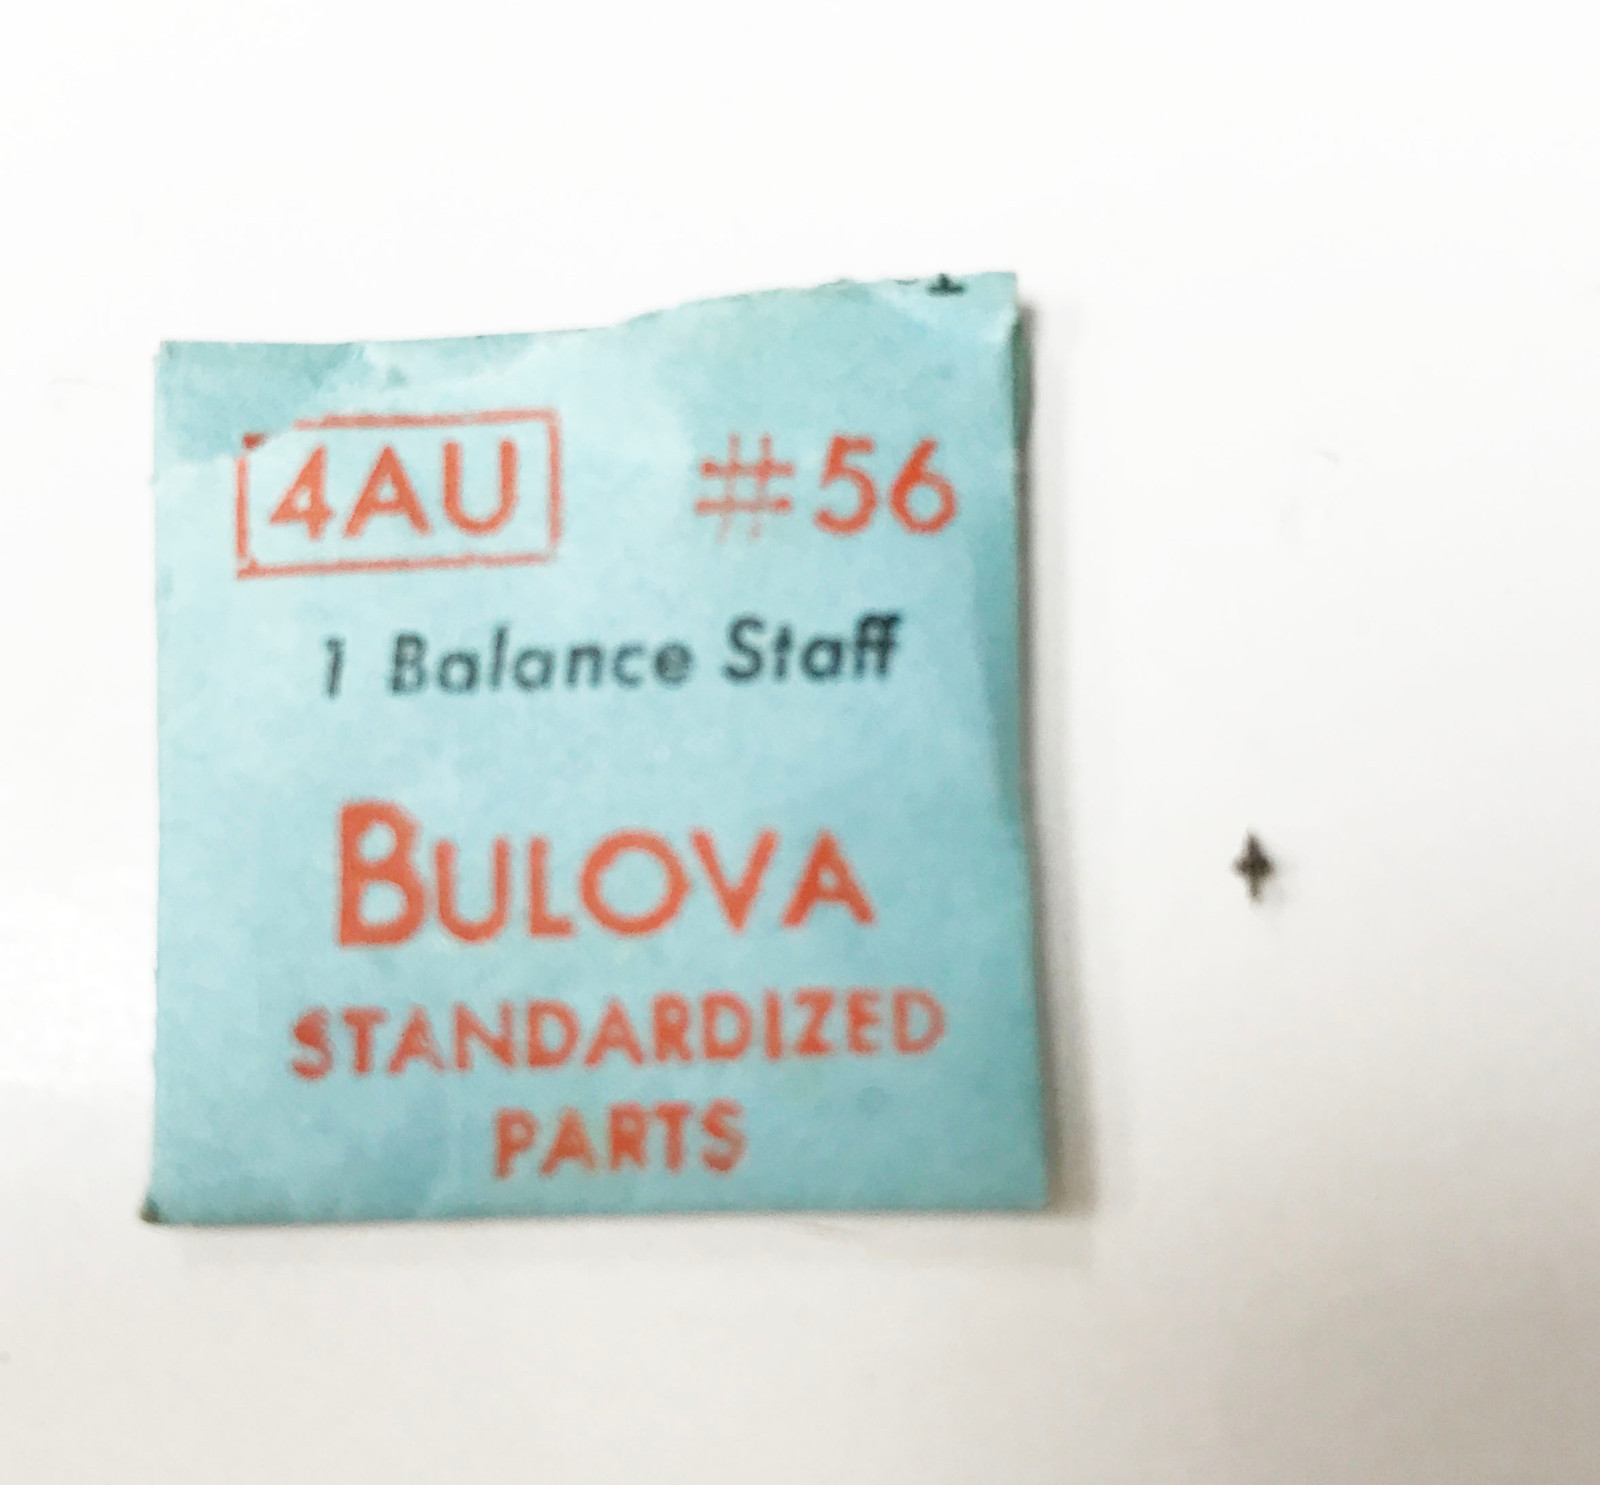 4AU #56
1 Balance Staff
BULOVA
STANDARDIZED
PARTS